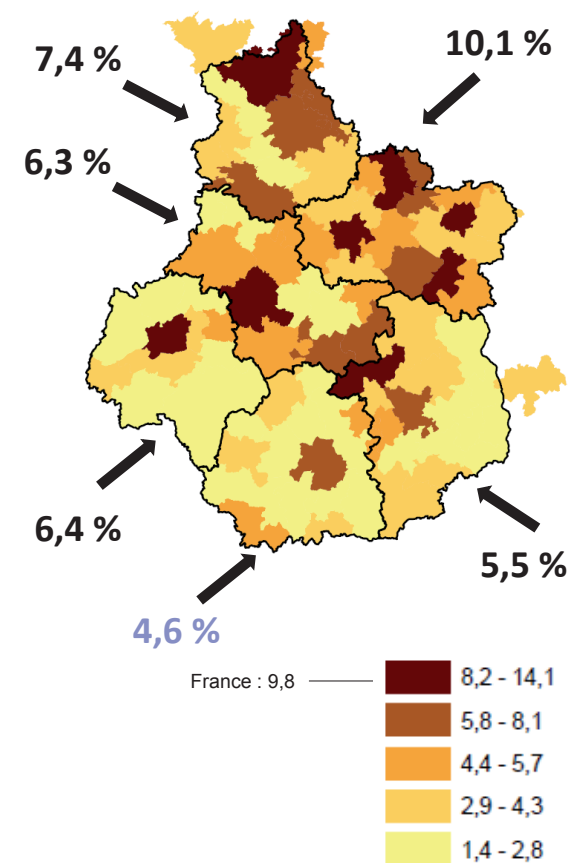 10,1 %
7,4 %
6,3 %
6,4 %
5,5 %
4,6 %
France : 9,8
8,2 - 14,1
5,8 - 8,1
4,4 - 5,7
2,9 - 4,3
1,4 - 2,8